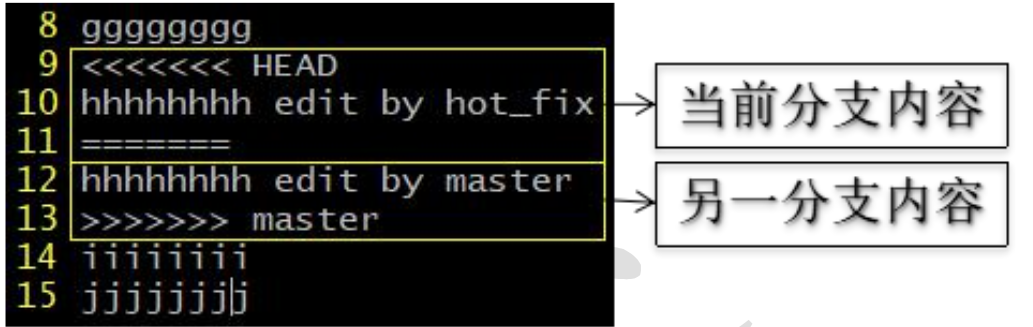 8 gggggggg
9 <<<<<<< HEAD
10 hhhhhhhh edit by hot_fix
当前分支内容
11 =======
12 hhhhhhhh edit by master
另一分支内容
13 >>>>>>> master
14 iiiiiiii
15 jjjjjjjj